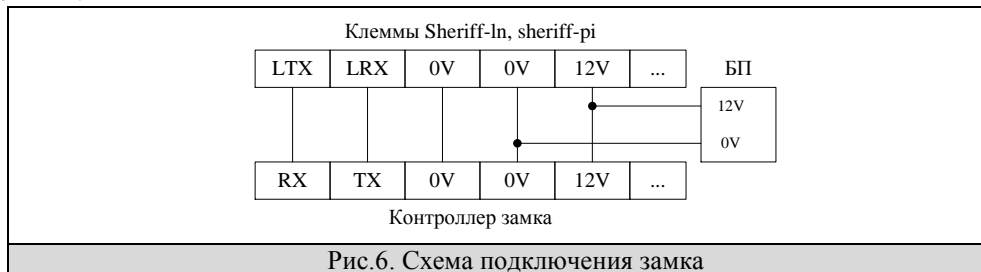 Клеммы Sheriff-ln, sheriff-pi
LTX LRX 0V 0V 12V ... БП
12V
0V
RX TX 0V 0V 12V ...
Контроллер замка
Рис.6. Схема подключения замка